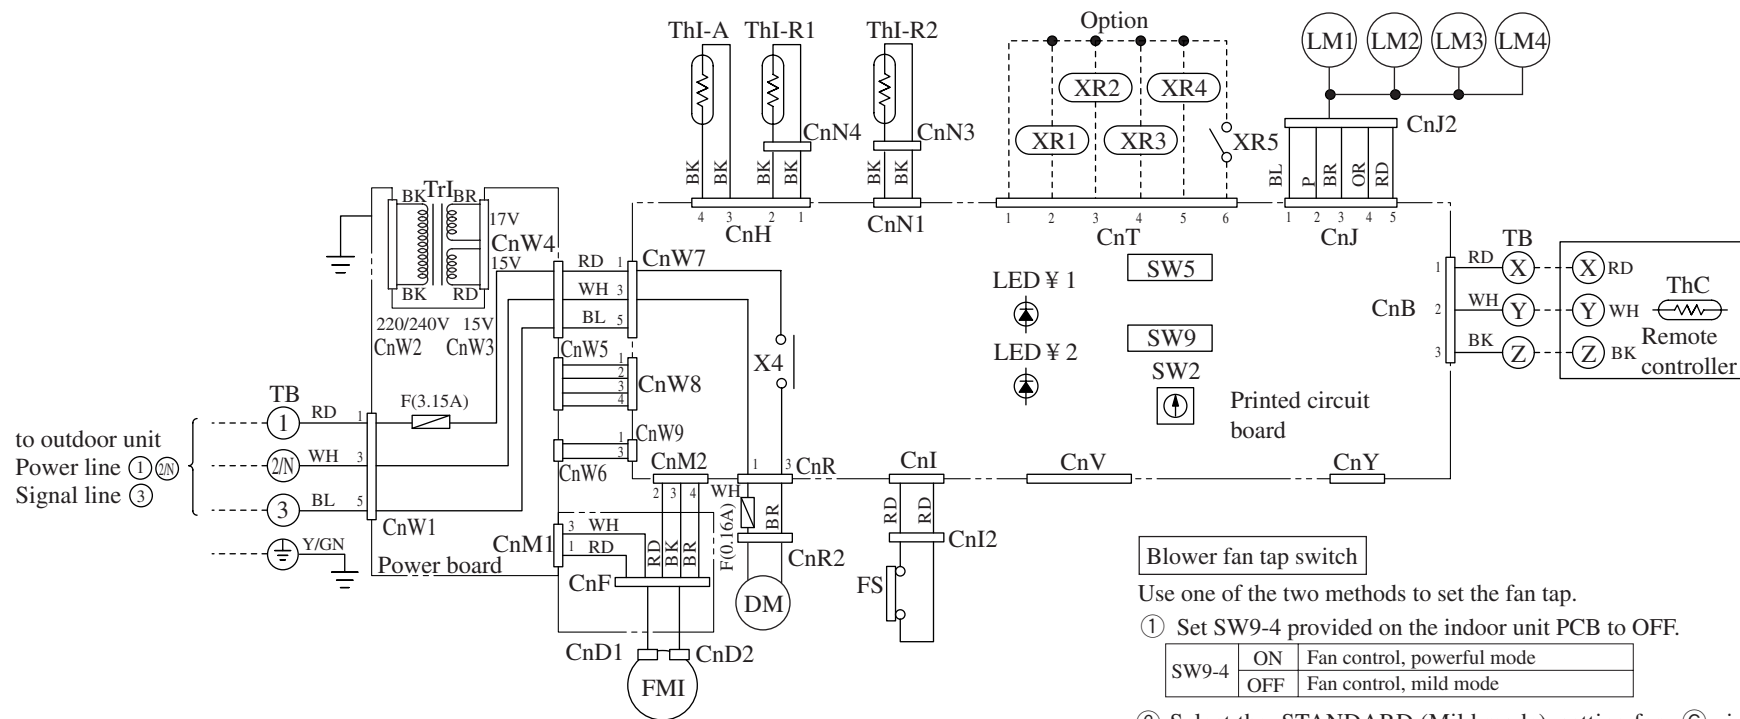 ThI-A ThI-R1 ThI-R2 Option LM1 LM2 LM3 LM4
XR2 XR4
CnN4 CnN3 XR1 XR3 XR5 CnJ2
BK BK BK BK BK BK BL P BR OR RD
4 3 2 1 1 2 3 4 5 6 1 2 3 4 5
CnH CnN1 CnT CnJ
TrI
BK BR
17V
CnW4
15V
BK RD
220/240V 15V
CnW2 CnW3
RD 1 CnW7
WH 3
BL 5
CnW5
1
2
3
4
CnW8
X4
LED ¥ 1
LED ¥ 2
SW5
SW9
SW2
Printed circuit
board
TB
1 RD X X RD
CnB 2 WH Y Y WH
3 BK Z Z BK
ThC
Remote
controller
TB
1 RD 1 F(3.15A)
to outdoor unit
Power line ① 2/N
Signal line ③
2/N WH 3
3 BL 5
CnW1
Y/GN
Power board
CnW6
1
3
CnW9
CnM2 1 3 CnR CnI CnV CnY
2 3 4 WH
F(0.16A) BR RD RD
CnM1 3 WH
1 RD
RD BK BR
CnF
CnR2 CnI2
DM FS
CnD1 CnD2
FMI
Blower fan tap switch
Use one of the two methods to set the fan tap.
① Set SW9-4 provided on the indoor unit PCB to OFF.
SW9-4 ON Fan control, powerful mode
OFF Fan control, mild mode